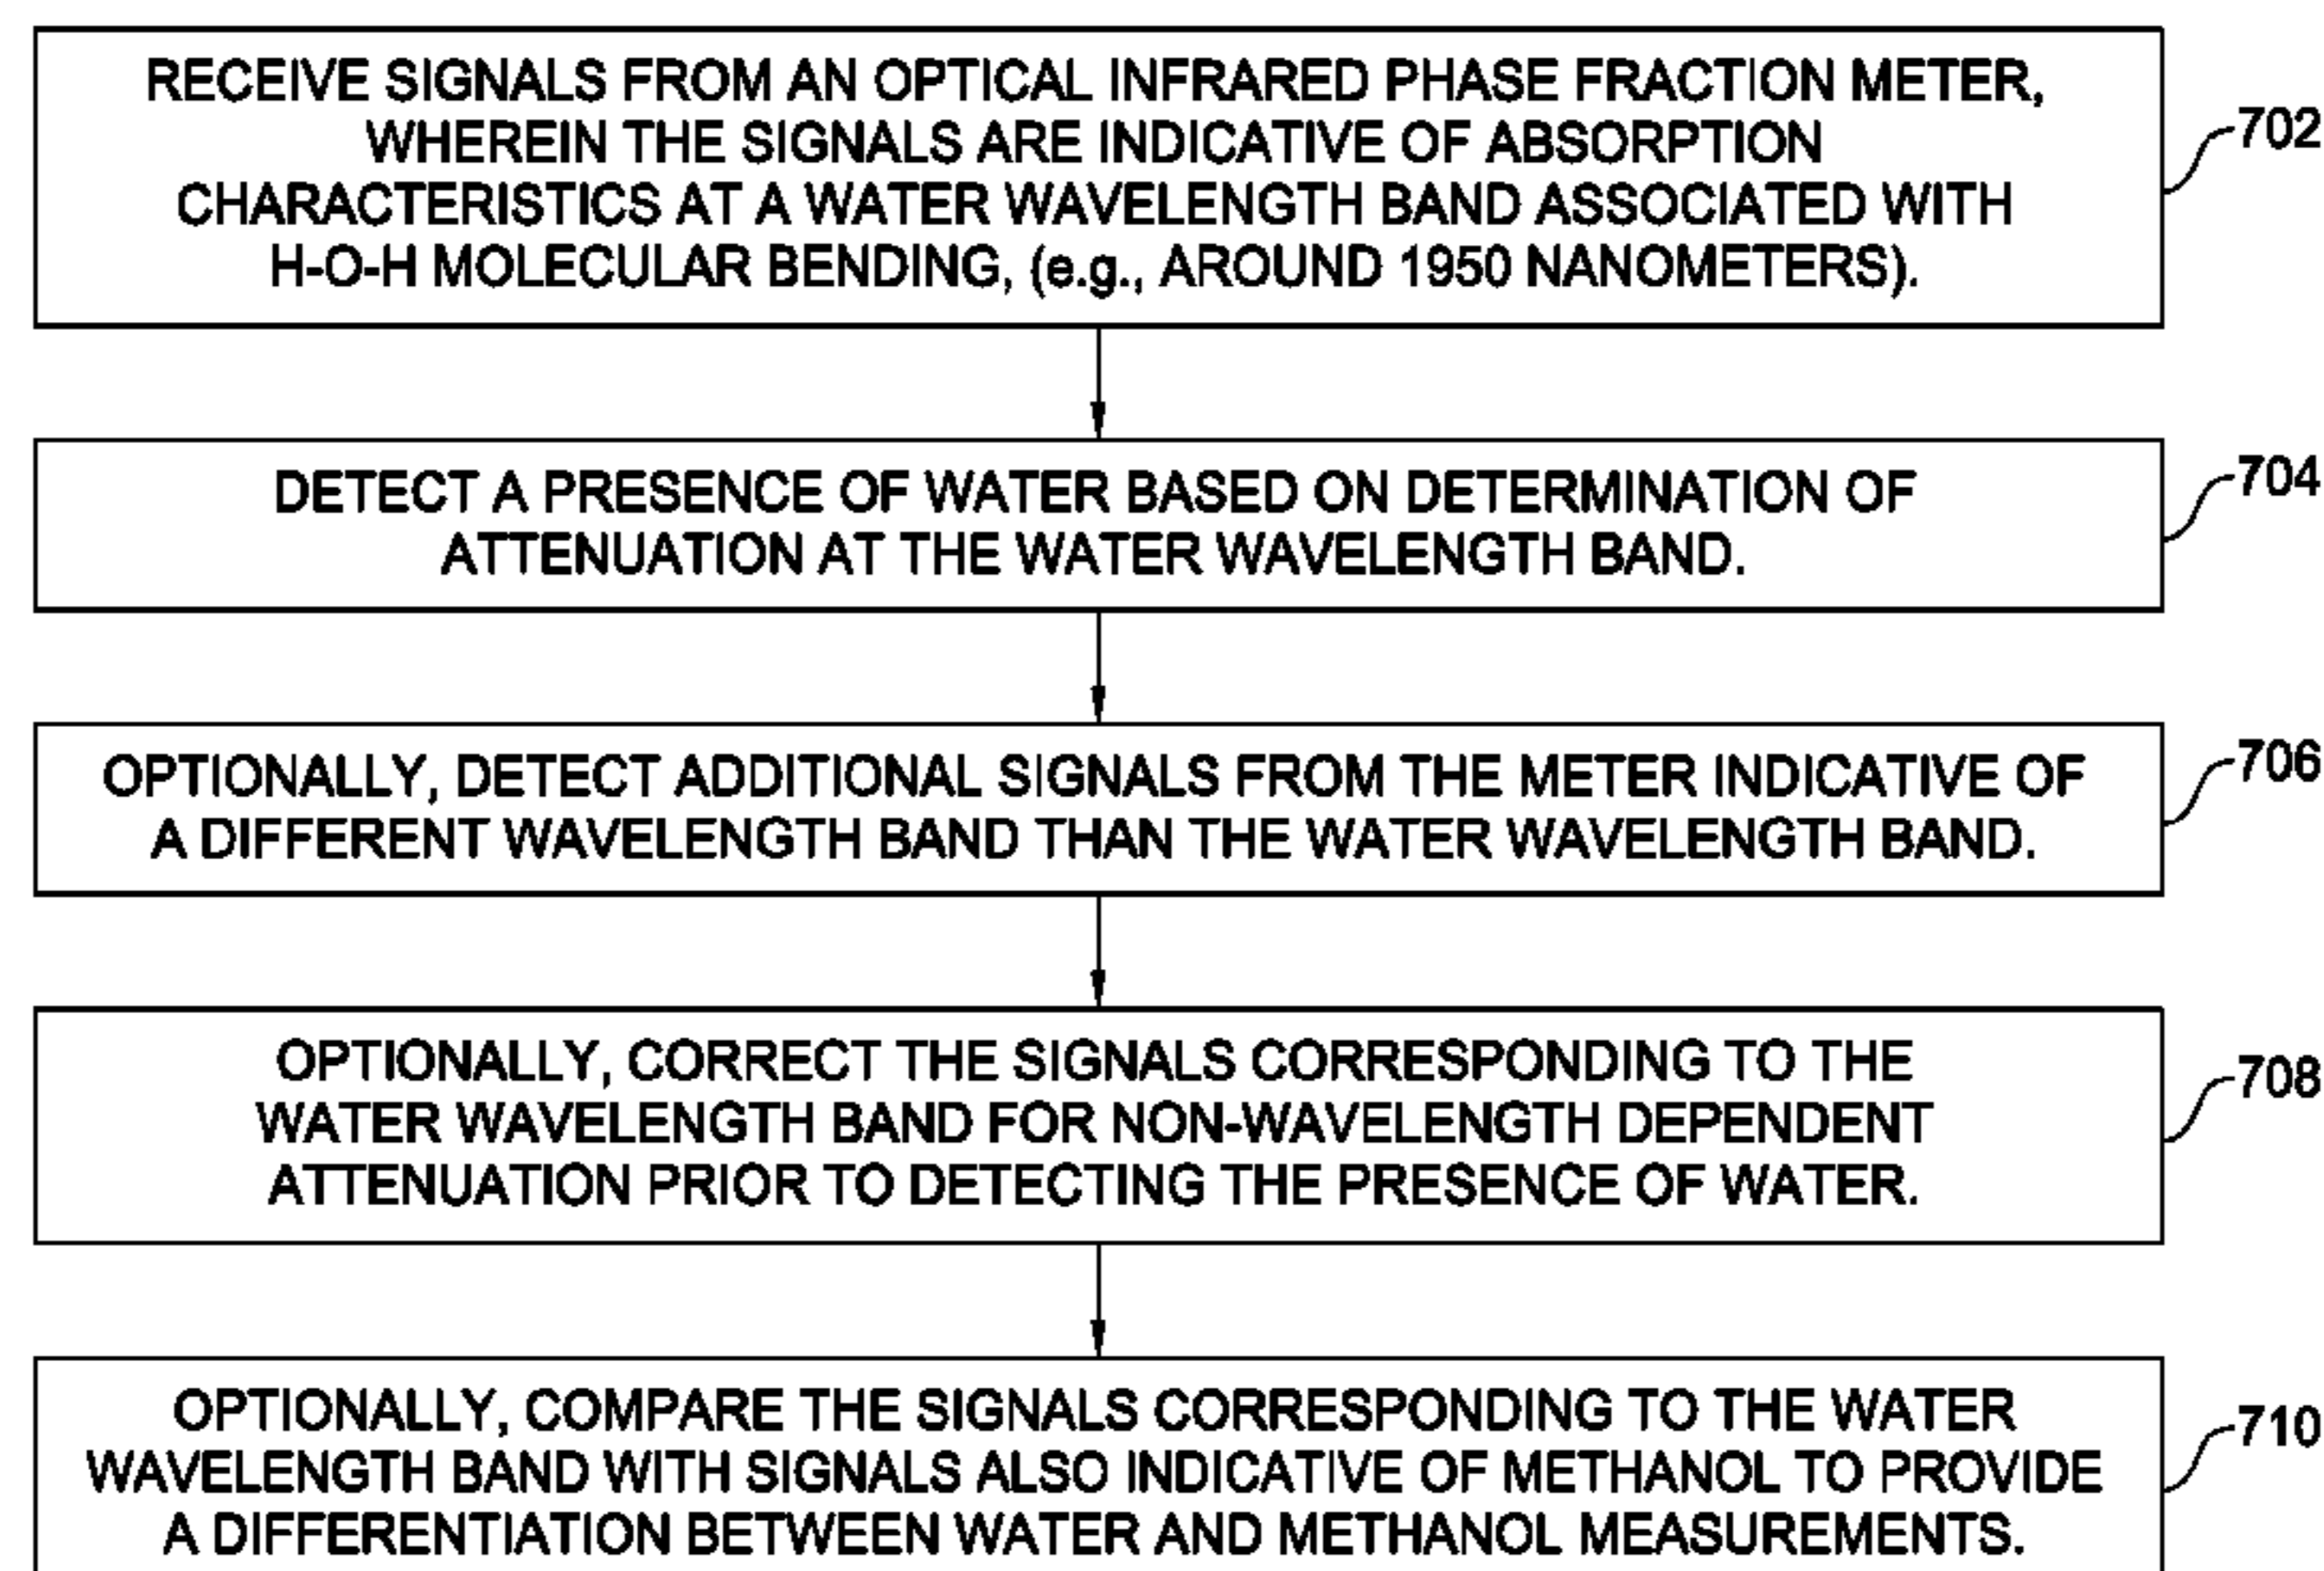 RECEIVE SIGNALS FROM AN OPTICAL INFRARED PHASE FRACTION METER,
WHEREIN THE SIGNALS ARE INDICATIVE OF ABSORPTION
CHARACTERISTICS AT A WATER WAVELENGTH BAND ASSOCIATED WITH
H-O-H MOLECULAR BENDING, (e.g., AROUND 1950 NANOMETERS).
702
DETECT A PRESENCE OF WATER BASED ON DETERMINATION OF
ATTENUATION AT THE WATER WAVELENGTH BAND.
704
OPTIONALLY, DETECT ADDITIONAL SIGNALS FROM THE METER INDICATIVE OF
A DIFFERENT WAVELENGTH BAND THAN THE WATER WAVELENGTH BAND.
706
OPTIONALLY, CORRECT THE SIGNALS CORRESPONDING TO THE
WATER WAVELENGTH BAND FOR NON-WAVELENGTH DEPENDENT
ATTENUATION PRIOR TO DETECTING THE PRESENCE OF WATER.
708
OPTIONALLY, COMPARE THE SIGNALS CORRESPONDING TO THE WATER
WAVELENGTH BAND WITH SIGNALS ALSO INDICATIVE OF METHANOL TO PROVIDE
A DIFFERENTIATION BETWEEN WATER AND METHANOL MEASUREMENTS.
710